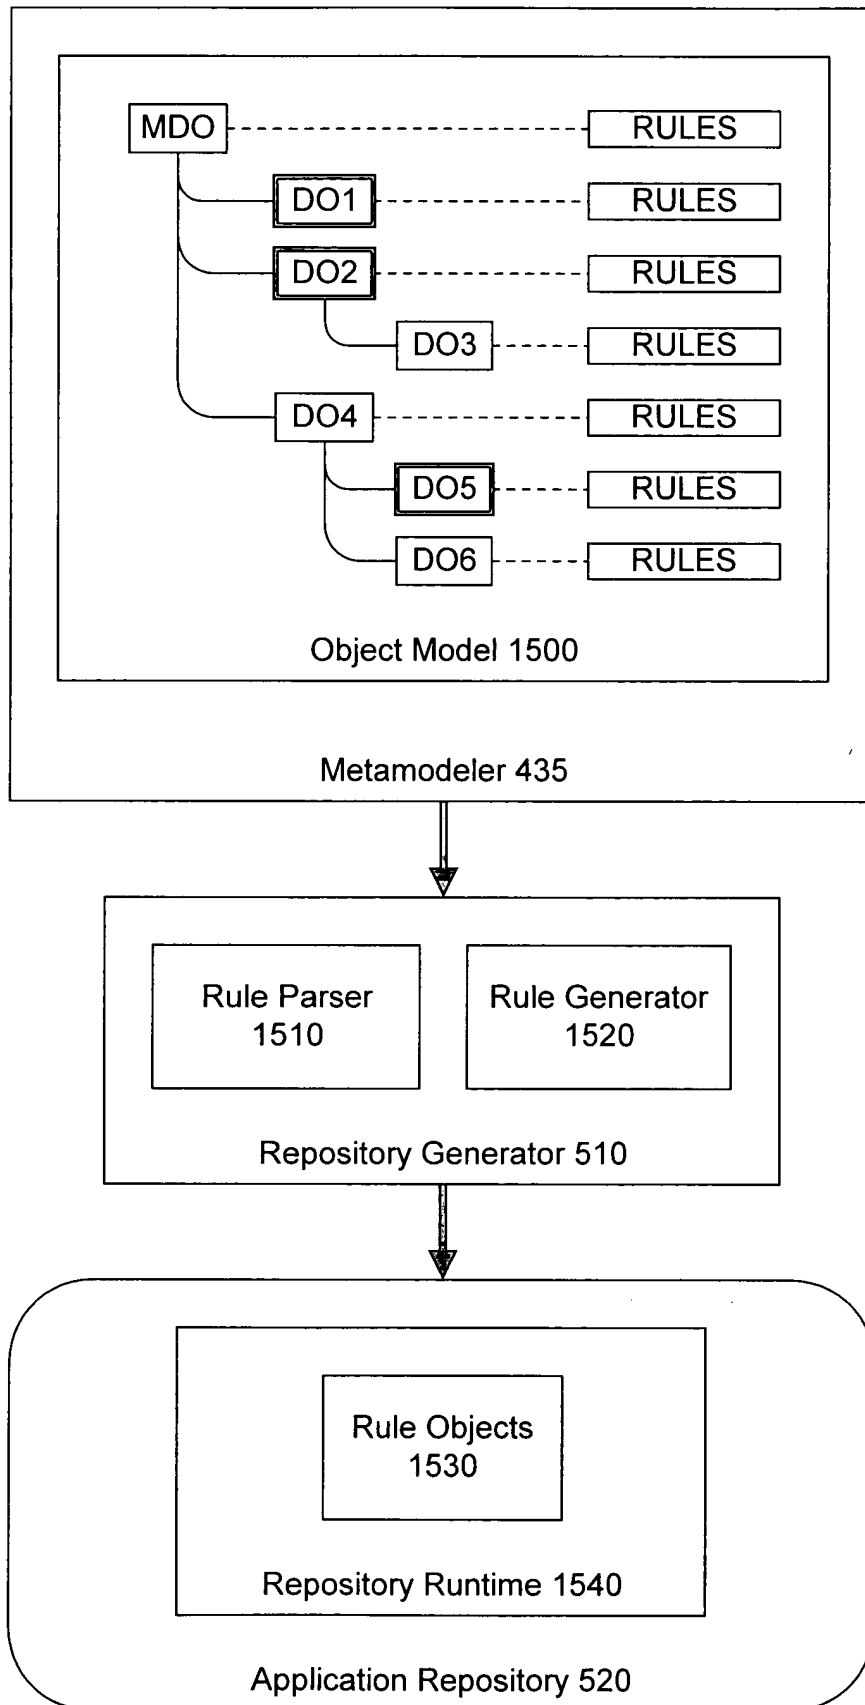 MDO RULES
DO1 RULES
DO2 RULES
DO3 RULES
DO4 RULES
DO5 RULES
DO6 RULES
Object Model 1500
Metamodeler 435
Rule Parser
1510
Rule Generator
1520
Repository Generator 510
Rule Objects
1530
Repository Runtime 1540
Application Repository 520